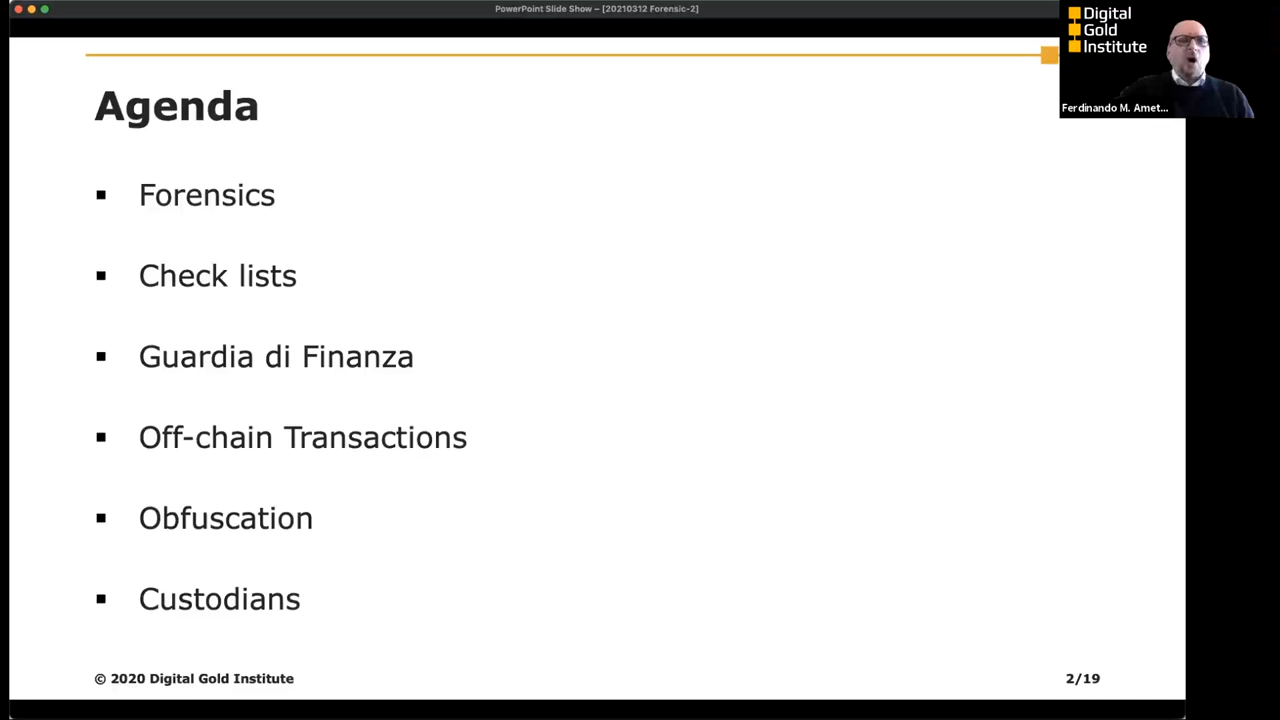 PowerPoint Slide Show – [20210312 Forensic-2]
Digital
Gold
Institute
Ferdinando M. Amet...
Agenda
▪ Forensics
▪ Check lists
▪ Guardia di Finanza
▪ Off-chain Transactions
▪ Obfuscation
▪ Custodians
© 2020 Digital Gold Institute
2/19